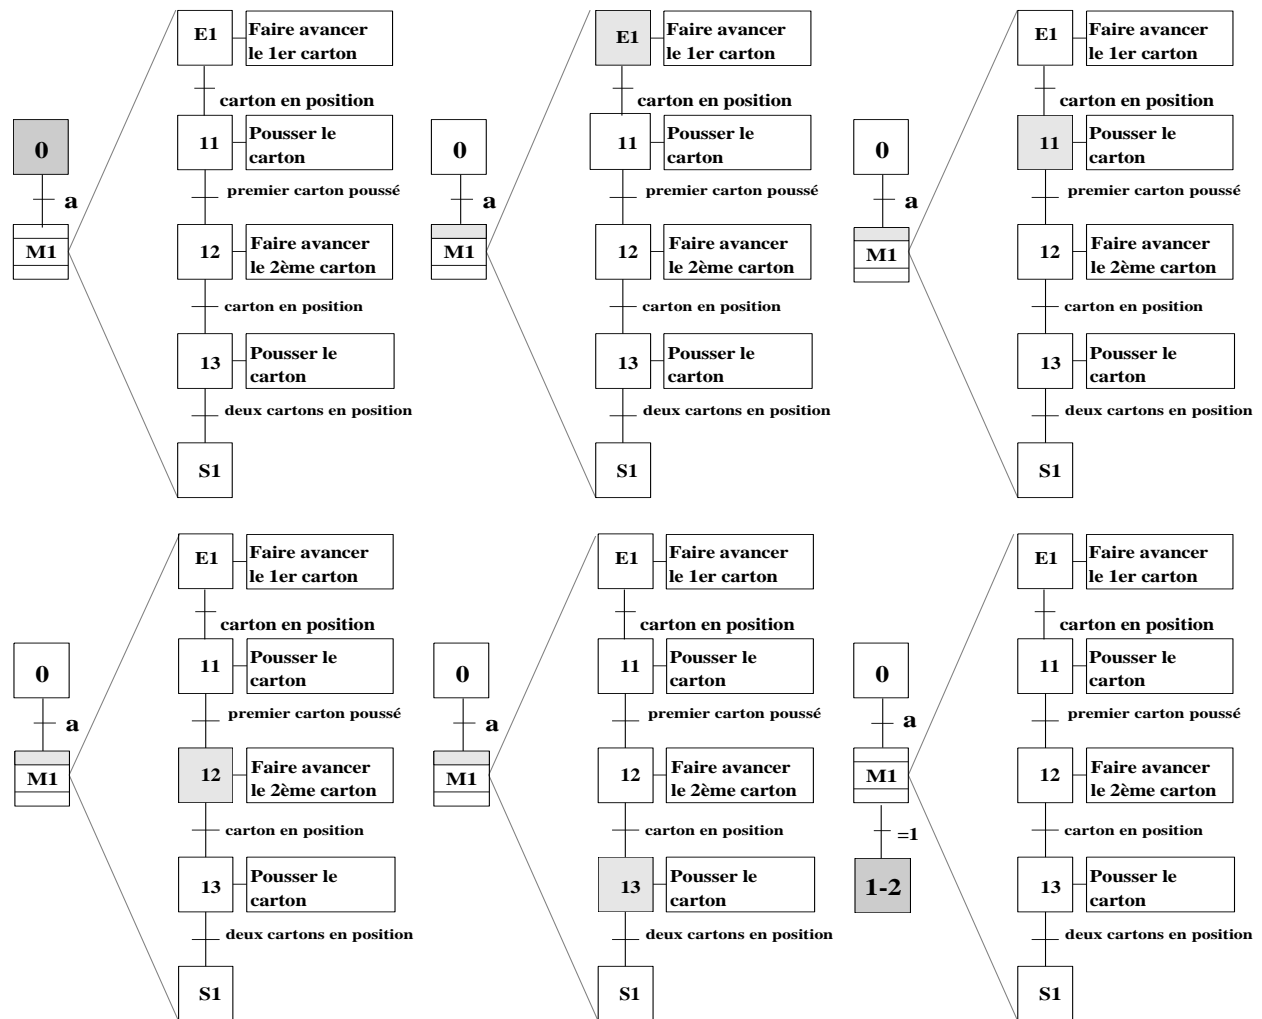 E1
Faire avancer
le 1er carton
carton en position
0
11
Pousser le
carton
premier carton poussé
a
M1
12
Faire avancer
le 2ème carton
carton en position
13
Pousser le
carton
deux cartons en position
S1
E1
Faire avancer
le 1er carton
carton en position
0
11
Pousser le
carton
premier carton poussé
a
M1
12
Faire avancer
le 2ème carton
carton en position
13
Pousser le
carton
deux cartons en position
S1
E1
Faire avancer
le 1er carton
carton en position
0
11
Pousser le
carton
premier carton poussé
a
M1
12
Faire avancer
le 2ème carton
carton en position
13
Pousser le
carton
deux cartons en position
S1
E1
Faire avancer
le 1er carton
carton en position
0
11
Pousser le
carton
premier carton poussé
a
M1
12
Faire avancer
le 2ème carton
carton en position
13
Pousser le
carton
deux cartons en position
S1
E1
Faire avancer
le 1er carton
carton en position
0
11
Pousser le
carton
premier carton poussé
a
M1
12
Faire avancer
le 2ème carton
carton en position
13
Pousser le
carton
deux cartons en position
S1
E1
Faire avancer
le 1er carton
carton en position
0
11
Pousser le
carton
premier carton poussé
a
M1
12
Faire avancer
le 2ème carton
=1
carton en position
1-2
13
Pousser le
carton
deux cartons en position
S1